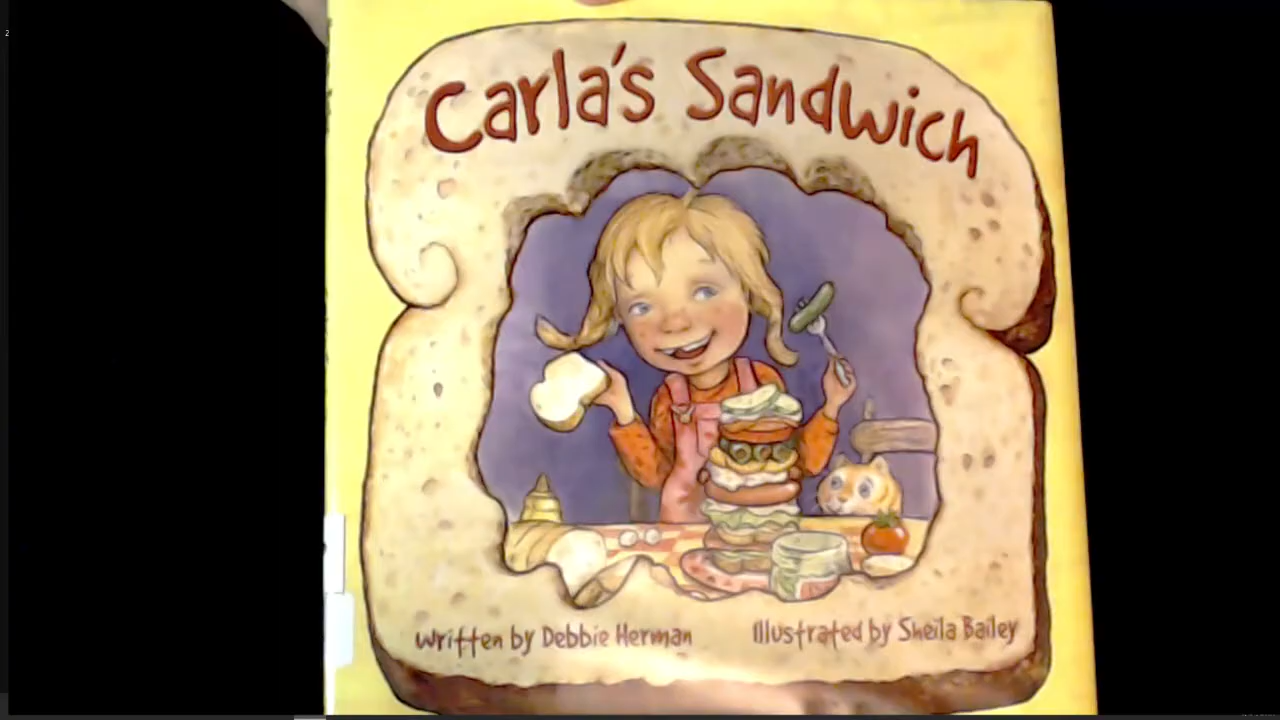 Carla's Sandwich
written by Debbie Herman
Illustrated by Sheila Bailey